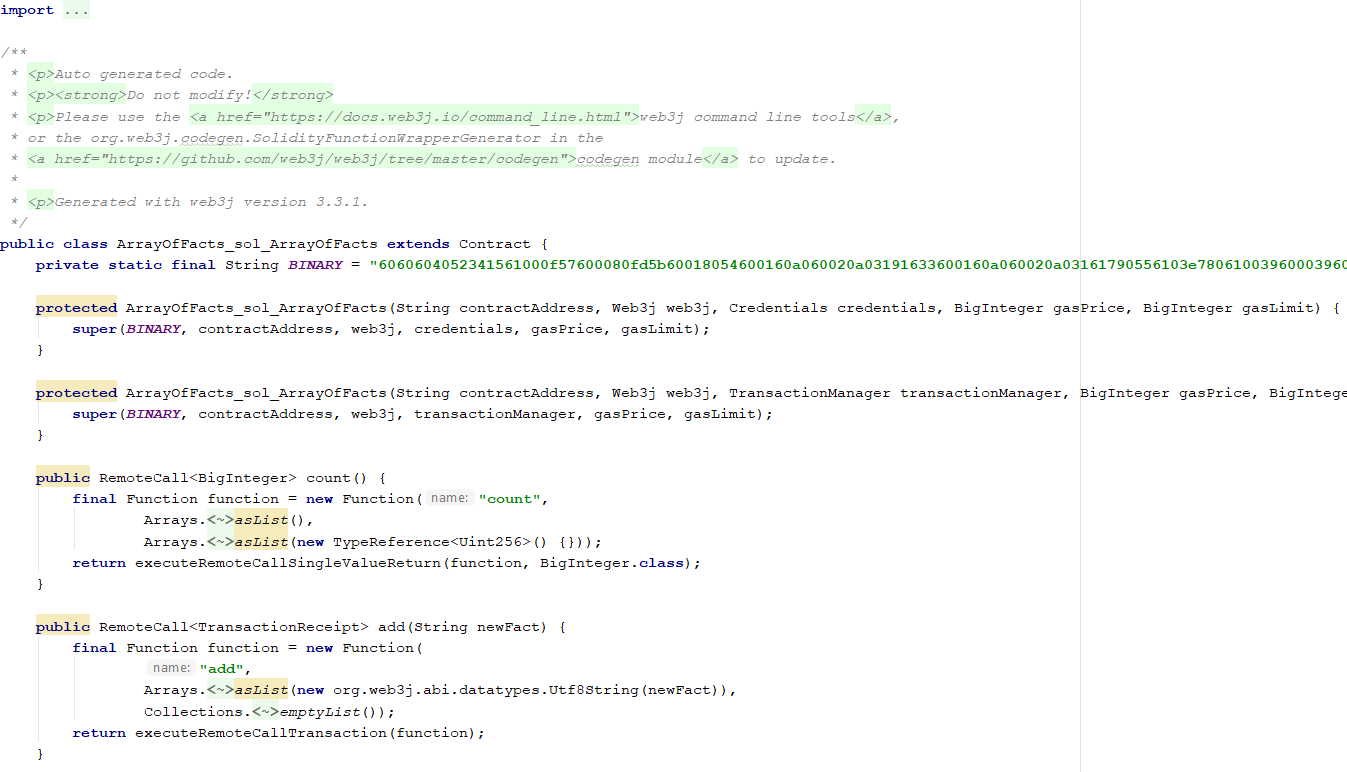 import ...
/**
 * <p>Auto generated code.
 * <p><strong>Do not modify!</strong>
 * <p>Please use the <a href="https://docs.web3j.io/command_line.html">web3j command line tools</a>,
 * or the org.web3j.codegen.SolidityFunctionWrapperGenerator in the
 * <a href="https://github.com/web3j/web3j/tree/master/codegen">codegen module</a> to update.
 *
 * <p>Generated with web3j version 3.3.1.
 */
public class ArrayOfFacts_sol_ArrayOfFacts extends Contract {
    private static final String BINARY = "6060604052341561000f57600080fd5b60018054600160a060020a03191633600160a060020a03161790556103e78061003960003960
    protected ArrayOfFacts_sol_ArrayOfFacts(String contractAddress, Web3j web3j, Credentials credentials, BigInteger gasPrice, BigInteger gasLimit) {
        super(BINARY, contractAddress, web3j, credentials, gasPrice, gasLimit);
    }
    protected ArrayOfFacts_sol_ArrayOfFacts(String contractAddress, Web3j web3j, TransactionManager transactionManager, BigInteger gasPrice, BigIntege
        super(BINARY, contractAddress, web3j, transactionManager, gasPrice, gasLimit);
    }
    public RemoteCall<BigInteger> count() {
        final Function function = new Function( name: "count",
                Arrays.<~>asList(),
                Arrays.<~>asList(new TypeReference<Uint256>() {}));
        return executeRemoteCallSingleValueReturn(function, BigInteger.class);
    }
    public RemoteCall<TransactionReceipt> add(String newFact) {
        final Function function = new Function(
                name: "add",
                Arrays.<~>asList(new org.web3j.abi.datatypes.Utf8String(newFact)),
                Collections.<~>emptyList());
        return executeRemoteCallTransaction(function);
    }